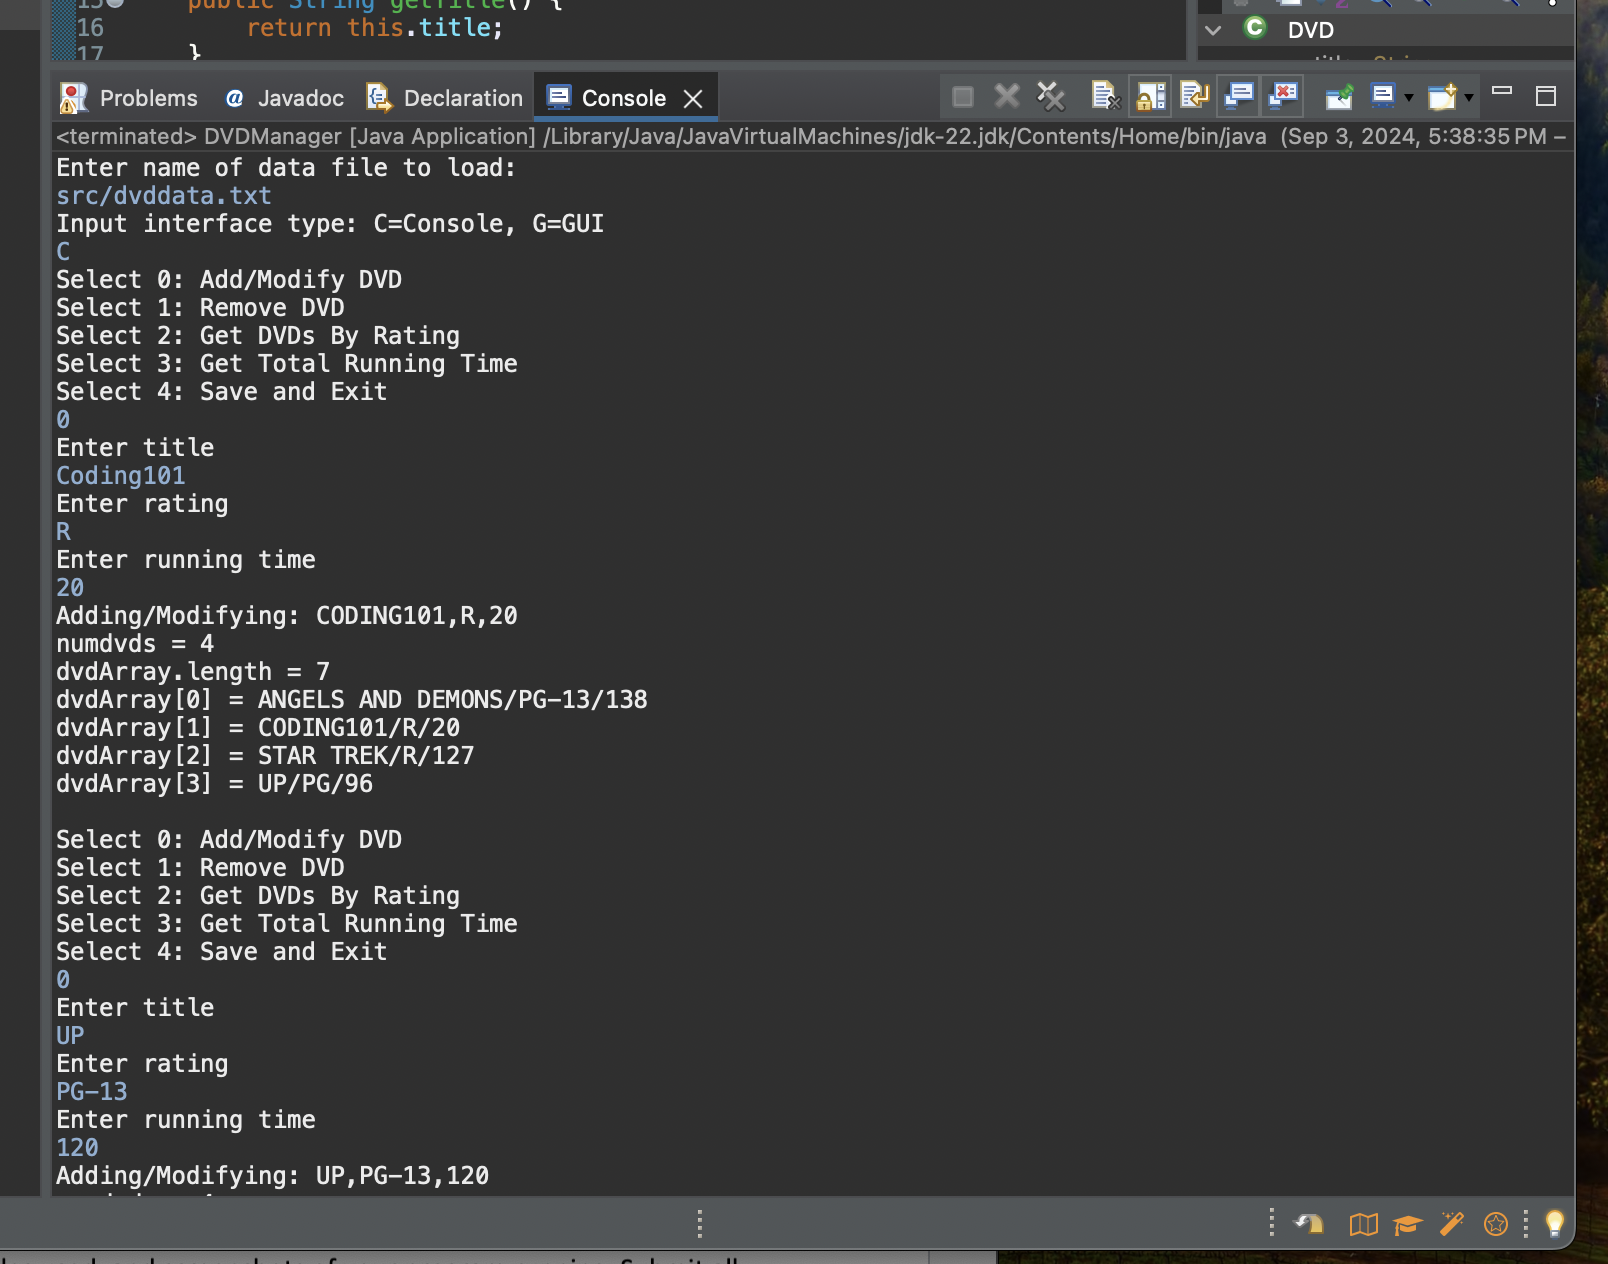 15 public String getTitle() {
16 return this.title;
17 }
DVD
Problems @ Javadoc Declaration Console
<terminated> DVDManager [Java Application] /Library/Java/JavaVirtualMachines/jdk-22.jdk/Contents/Home/bin/java (Sep 3, 2024, 5:38:35 PM –
Enter name of data file to load:
src/dvddata.txt
Input interface type: C=Console, G=GUI
C
Select 0: Add/Modify DVD
Select 1: Remove DVD
Select 2: Get DVDs By Rating
Select 3: Get Total Running Time
Select 4: Save and Exit
0
Enter title
Coding101
Enter rating
R
Enter running time
20
Adding/Modifying: CODING101,R,20
numdvds = 4
dvdArray.length = 7
dvdArray[0] = ANGELS AND DEMONS/PG-13/138
dvdArray[1] = CODING101/R/20
dvdArray[2] = STAR TREK/R/127
dvdArray[3] = UP/PG/96
Select 0: Add/Modify DVD
Select 1: Remove DVD
Select 2: Get DVDs By Rating
Select 3: Get Total Running Time
Select 4: Save and Exit
0
Enter title
UP
Enter rating
PG-13
Enter running time
120
Adding/Modifying: UP,PG-13,120